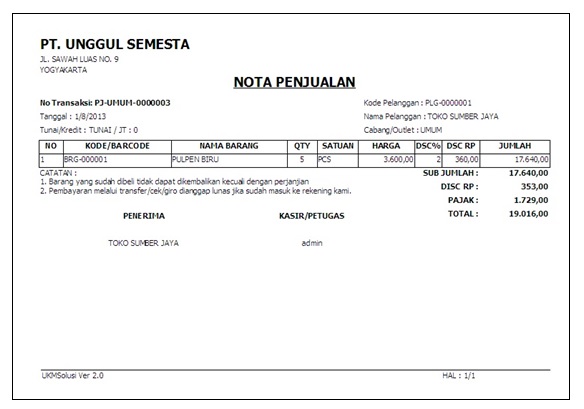 PT. UNGGUL SEMESTA
JL. SAWAH LUAS NO. 9
YOGYAKARTA
NOTA PENJUALAN
No Transaksi: PJ-UMUM-0000003
Kode Pelanggan : PLG-0000001
Tanggal : 1/8/2013
Nama Pelanggan : TOKO SUMBER JAYA
Tunai/Kredit : TUNAI / JT : 0
Cabang/Outlet : UMUM
NO KODE/BARCODE NAMA BARANG QTY SATUAN HARGA DSC% DSC RP JUMLAH
1 BRG-000001 PULPEN BIRU 5 PCS 3.600,00 2 360,00 17.640,00
CATATAN :
SUB JUMLAH : 17.640,00
1. Barang yang sudah dibeli tidak dapat dikembalikan kecuali dengan perjanjian
2. Pembayaran melalui transfer/cek/giro dianggap lunas jika sudah masuk ke rekening kami.
DISC RP : 353,00
PAJAK : 1.729,00
TOTAL : 19.016,00
PENERIMA KASIR/PETUGAS
TOKO SUMBER JAYA admin
UKMSolusi Ver 2.0 HAL : 1/1